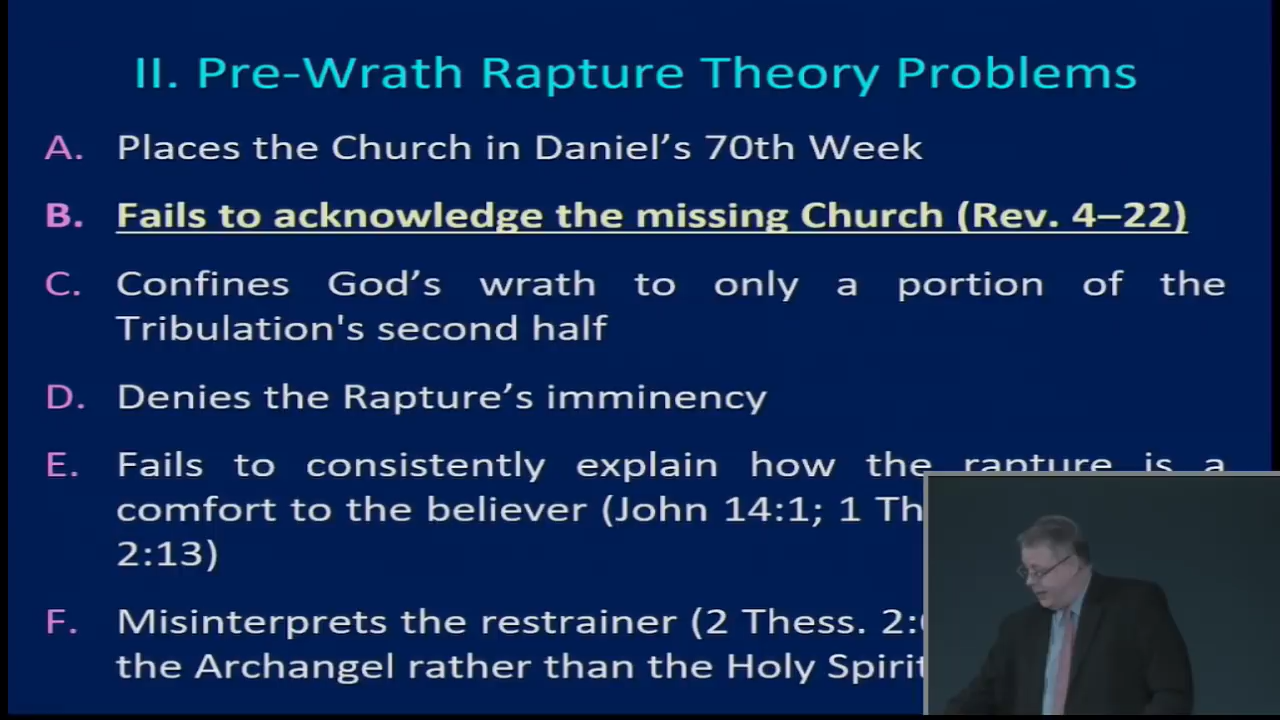 II. Pre-Wrath Rapture Theory Problems
A. Places the Church in Daniel’s 70th Week
B. Fails to acknowledge the missing Church (Rev. 4–22)
C. Confines God’s wrath to only a portion of the
Tribulation's second half
D. Denies the Rapture’s imminency
E. Fails to consistently explain how the rapture is a
comfort to the believer (John 14:1; 1 Th
2:13)
F. Misinterprets the restrainer (2 Thess. 2:
the Archangel rather than the Holy Spirit